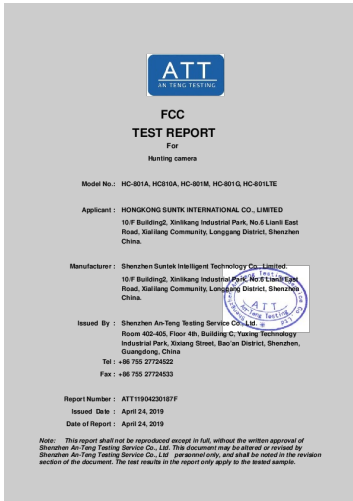 ATT
AN TENG TESTING
FCC
TEST REPORT
For
Hunting camera
Model No.: HC-801A, HC810A, HC-801M, HC-801G, HC-801LTE
Applicant : HONGKONG SUNTK INTERNATIONAL CO., LIMITED
10/F Building2, Xinlikang Industrial Park, No.6 Lianli East
Road, Xialilang Community, Longgang District, Shenzhen
China.
Manufacturer : Shenzhen Suntek Intelligent Technology Co., Limited.
10/F Building2, Xinlikang Industrial Park, No.6 Lianli East
Road, Xialilang Community, Longgang District, Shenzhen
China.
ATT
An-Teng Testing
Issued By : Shenzhen An-Teng Testing Service Co., Ltd.
Room 402-405, Floor 4th, Building C, Yuxing Technology
Industrial Park, Xixiang Street, Bao'an District, Shenzhen,
Guangdong, China
Tel : +86 755 27724522
Fax : +86 755 27724533
Report Number : ATT11904230187F
Issued Date : April 24, 2019
Date of Report : April 24, 2019
Note: This report shall not be reproduced except in full, without the written approval of
Shenzhen An-Teng Testing Service Co., Ltd. This document may be altered or revised by
Shenzhen An-Teng Testing Service Co., Ltd personnel only, and shall be noted in the revision
section of the document. The test results in the report only apply to the tested sample.